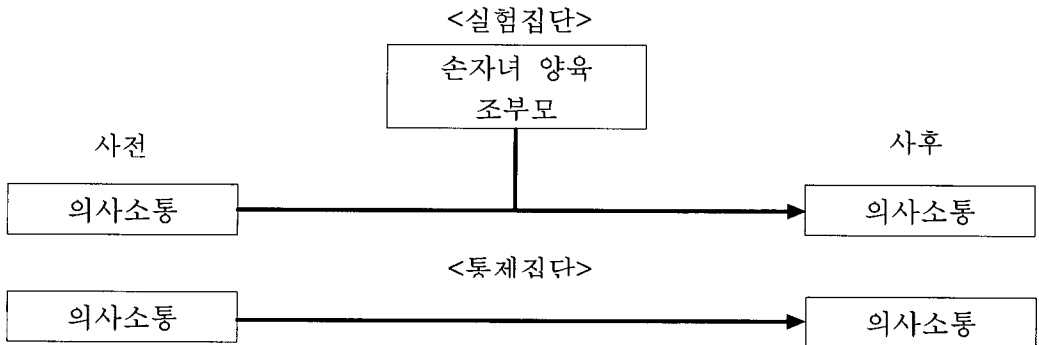 <실험집단>
손자녀 양육
조부모
사전
사후
의사소통
의사소통
<통제집단>
의사소통
의사소통